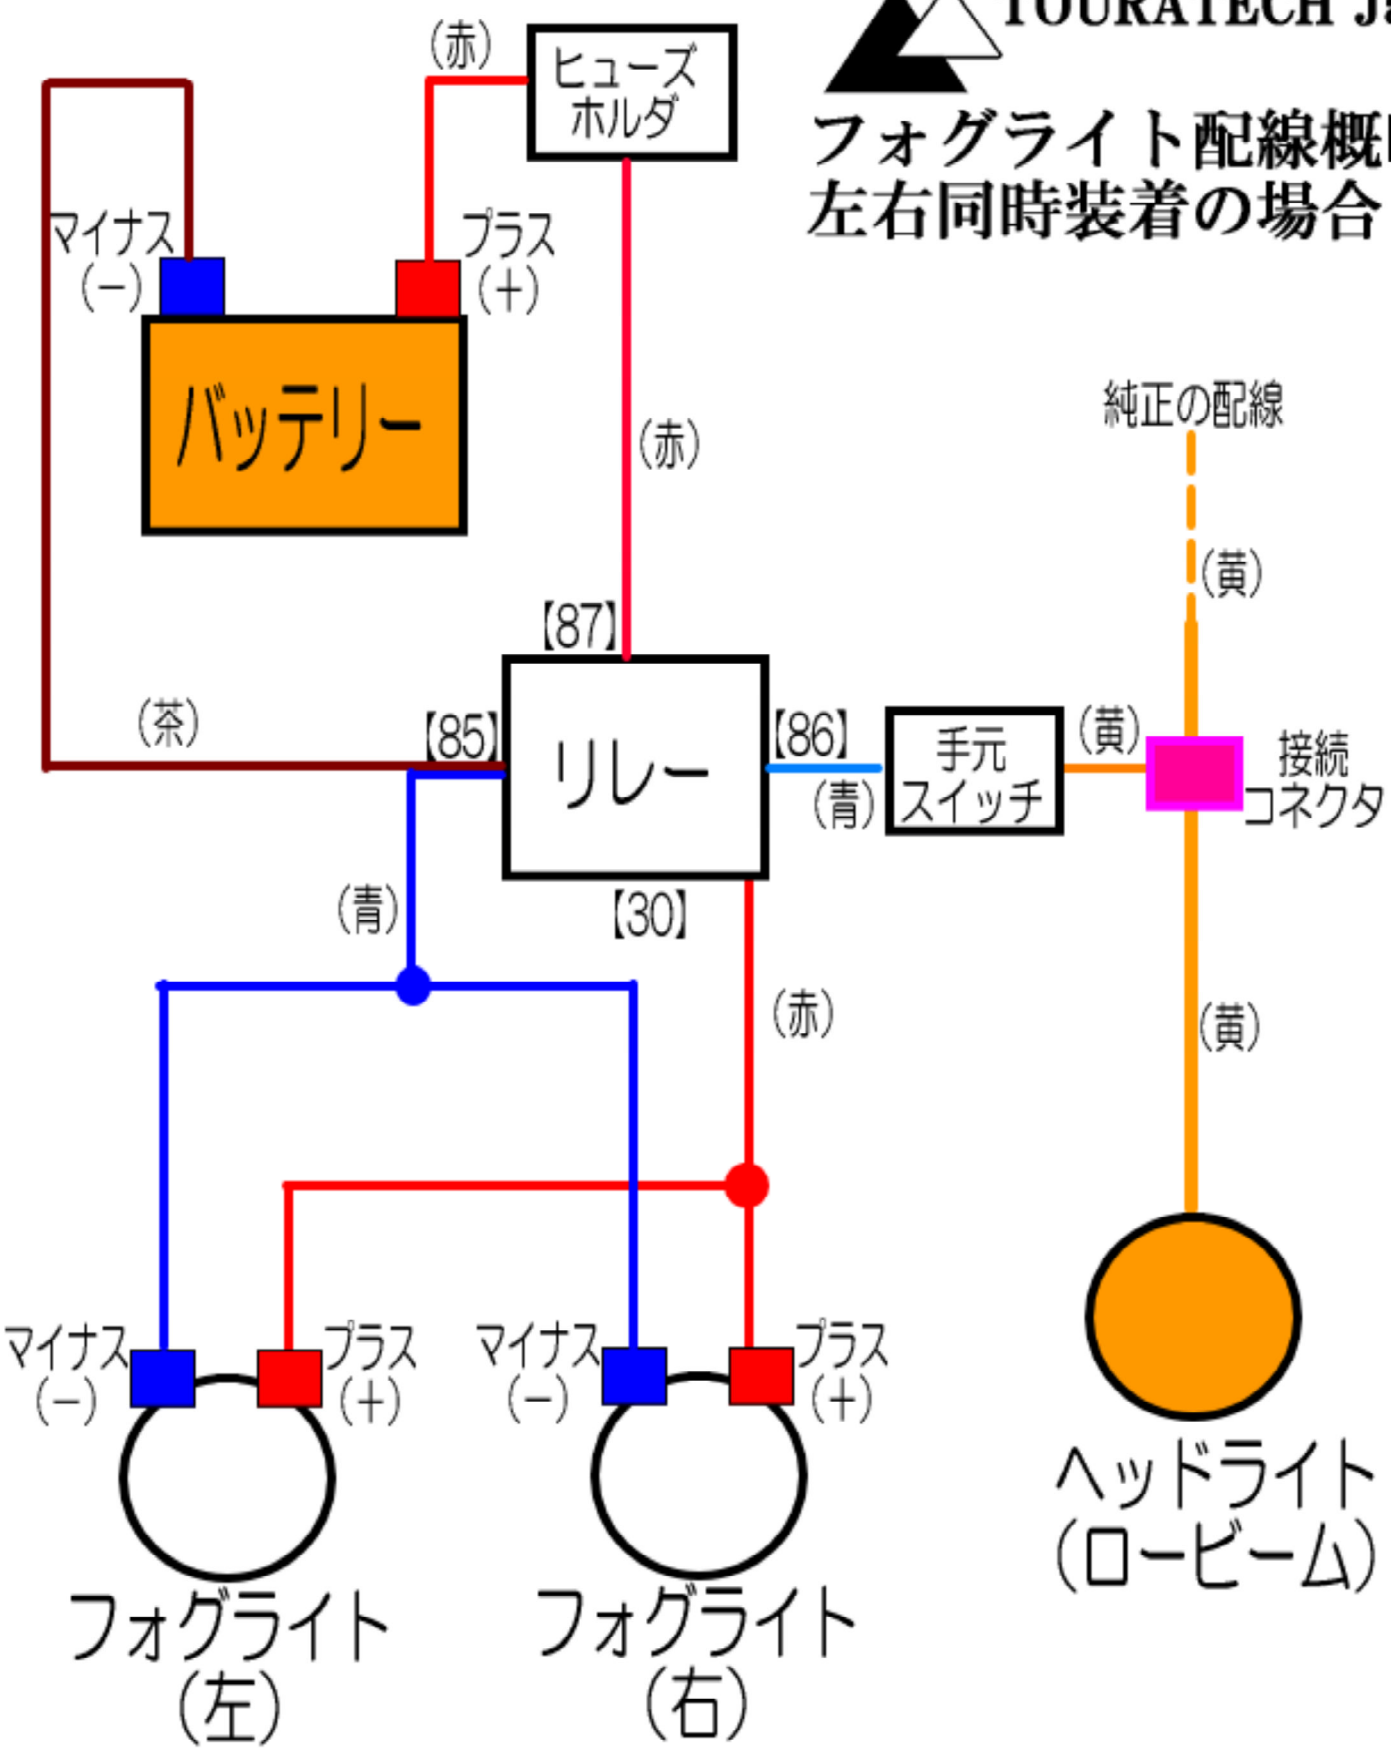 TOURATECH
フォグライト配線概
左右同時装着の場合
(赤)
ヒューズ
ホルダ
マイナス
(－)
プラス
(＋)
バッテリー
(赤)
純正の配線
(黄)
【87】
(茶)
【85】
リレー
【86】
(青)
手元
スイッチ
(黄)
接続
コネクタ
(青)
【30】
(赤)
(黄)
マイナス
(－)
プラス
(＋)
マイナス
(－)
プラス
(＋)
フォグライト
(左)
フォグライト
(右)
ヘッドライト
(ロービーム)